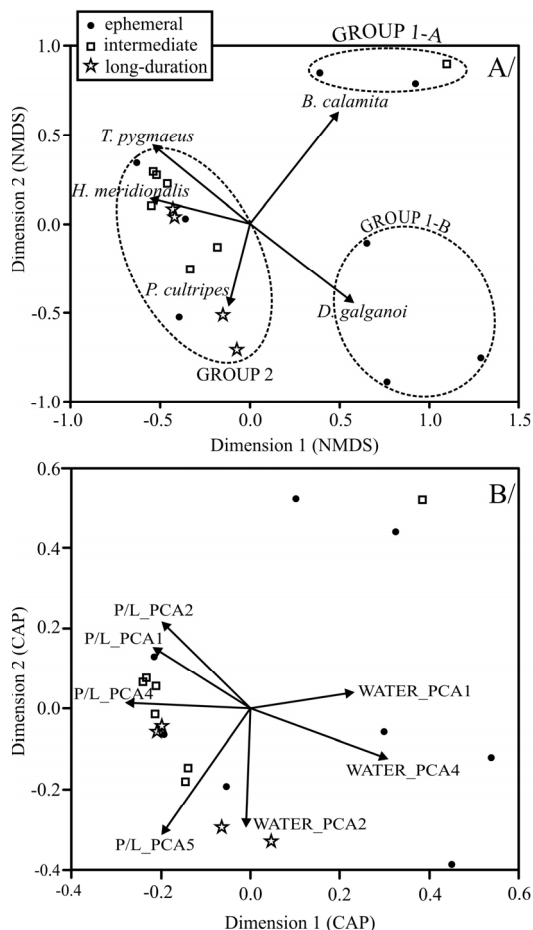 ephemeral
intermediate
long-duration
A/
GROUP 1-A
B. calamita
T. pygmaeus
H. meridionalis
GROUP 1-B
P. cultripes
D. galganoi
GROUP 2
1.0
0.5
0.0
-0.5
-1.0
Dimension 2 (NMDS)
-1.0 -0.5 0.0 0.5 1.0 1.5
Dimension 1 (NMDS)
B/
P/L_PCA2
P/L_PCA1
P/L_PCA4
WATER_PCA1
WATER_PCA4
WATER_PCA2
P/L_PCA5
0.6
0.4
0.2
0.0
-0.2
-0.4
Dimension 2 (CAP)
-0.4 -0.2 0.0 0.2 0.4 0.6
Dimension 1 (CAP)